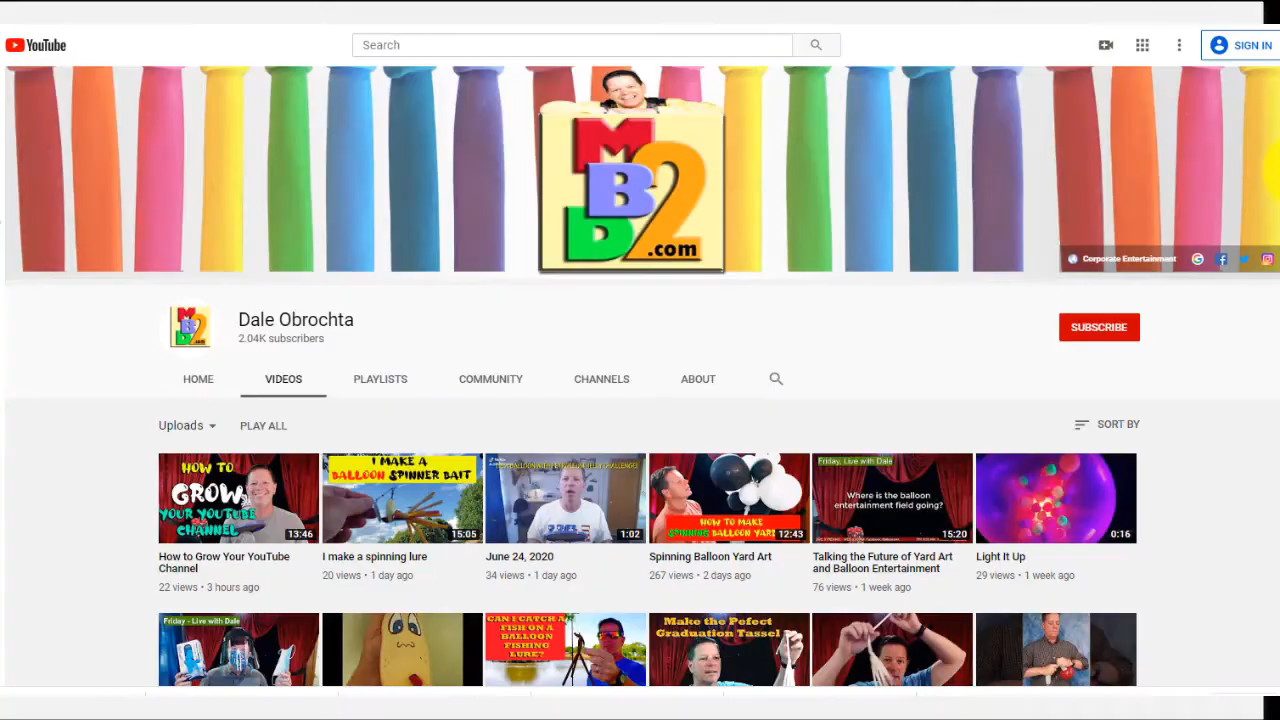 YouTube
Search
SIGN IN
M
B
D 2
.com
Corporate Entertainment
Dale Obrochta
2.04K subscribers
SUBSCRIBE
HOME
VIDEOS
PLAYLISTS
COMMUNITY
CHANNELS
ABOUT
Uploads
PLAY ALL
SORT BY
HOW TO
GROW
YOUR YOUTUBE
CHANNEL
13:46
I MAKE A
BALLOON SPINNER BAIT
15:05
1:02
HOW TO MAKE
SPINNING BALLOON YARD
12:43
Friday, Live with Dale
Where is the balloon
entertainment field going?
15:20
0:16
How to Grow Your YouTube
Channel
22 views • 3 hours ago
I make a spinning lure
20 views • 1 day ago
June 24, 2020
34 views • 1 day ago
Spinning Balloon Yard Art
267 views • 2 days ago
Talking the Future of Yard Art
and Balloon Entertainment
76 views • 1 week ago
Light It Up
29 views • 1 week ago
Friday - Live with Dale
CAN I CATCH A
FISH ON A
BALLOON
FISHING
LURE?
Make the Pefect
Graduation Tassel